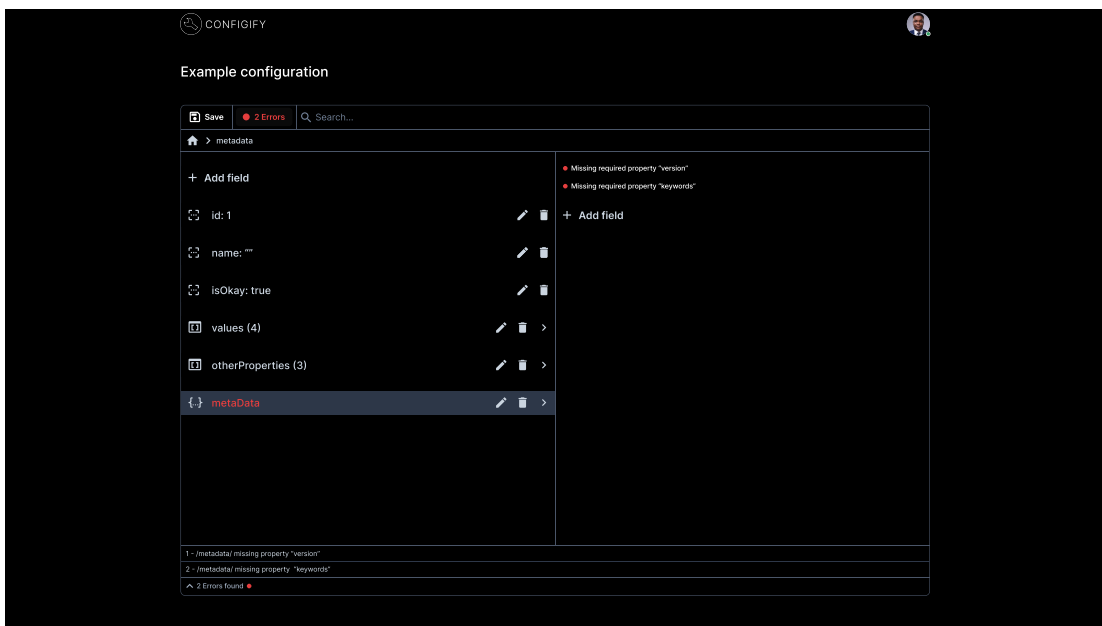 CONFIGIFY
Example configuration
Save
2 Errors
Search...
metadata
Add field
id: 1
name: ""
isOkay: true
values (4)
otherProperties (3)
{..} metaData
Missing required property "version"
Missing required property "keywords"
Add field
1 - /metadata/ missing property "version"
2 - /metadata/ missing property "keywords"
2 Errors found